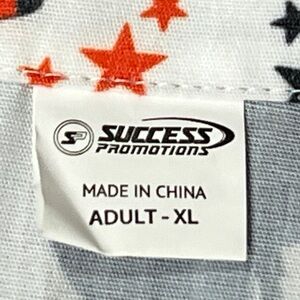 SP SUCCESS
PROMOTIONS
MADE IN CHINA
ADULT - XL